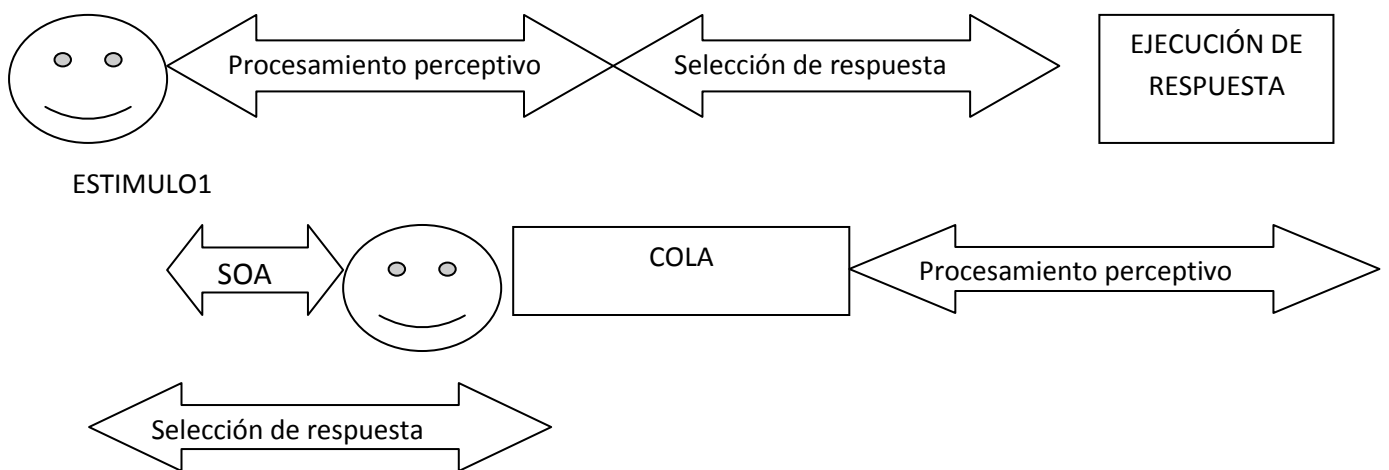 Procesamiento perceptivo
Selección de respuesta
EJECUCIÓN DE
RESPUESTA
ESTIMULO1
SOA
COLA
Procesamiento perceptivo
Selección de respuesta